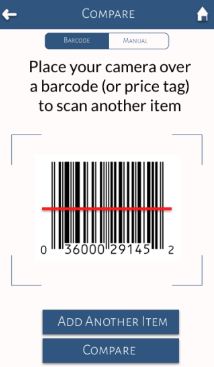 COMPARE
BARCODE MANUAL
Place your camera over
a barcode (or price tag)
to scan another item
0 36000 29145 2
ADD ANOTHER ITEM
COMPARE